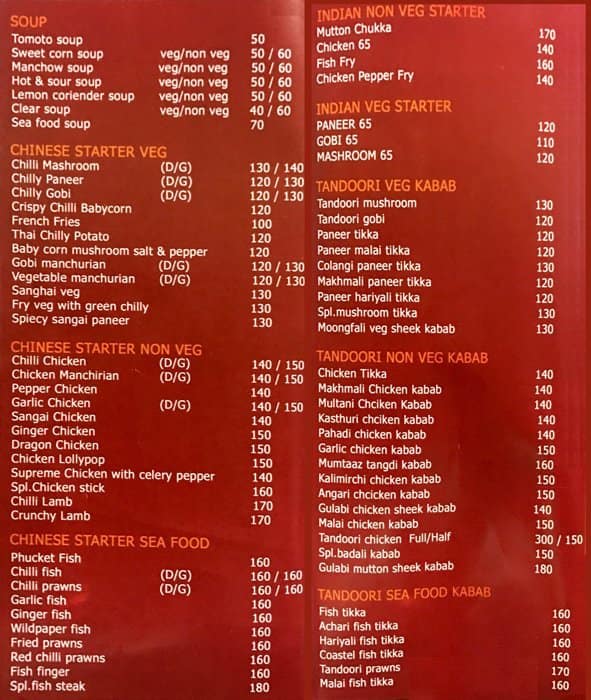 SOUP
Tomoto soup 50
Sweet corn soup veg/non veg 50 / 60
Manchow soup veg/non veg 50 / 60
Hot & sour soup veg/non veg 50 / 60
Lemon coriender soup veg/non veg 50 / 60
Clear soup veg/non veg 40 / 60
Sea food soup 70
CHINESE STARTER VEG
Chilli Mashroom (D/G) 130 / 140
Chilly Paneer (D/G) 120 / 130
Chilly Gobi (D/G) 120 / 130
Crispy Chilli Babycorn 120
French Fries 100
Thai Chilly Potato 120
Baby corn mushroom salt & pepper 120
Gobi manchurian (D/G) 120 / 130
Vegetable manchurian (D/G) 120 / 130
Sanghai veg 130
Fry veg with green chilly 130
Spiecy sangai paneer 130
CHINESE STARTER NON VEG
Chilli Chicken (D/G) 140 / 150
Chicken Manchirian (D/G) 140 / 150
Pepper Chicken 140
Garlic Chicken (D/G) 140 / 150
Sangai Chicken 140
Ginger Chicken 150
Dragon Chicken 150
Chicken Lollypop 150
Supreme Chicken with celery pepper 140
Spl.Chicken stick 160
Chilli Lamb 170
Crunchy Lamb 170
CHINESE STARTER SEA FOOD
Phucket Fish 160
Chilli fish (D/G) 160 / 160
Chilli prawns (D/G) 160 / 160
Garlic fish 160
Ginger fish 160
Wildpaper fish 160
Fried prawns 160
Red chilli prawns 160
Fish finger 160
Spl.fish steak 180
INDIAN NON VEG STARTER
Mutton Chukka 170
Chicken 65 140
Fish Fry 160
Chicken Pepper Fry 140
INDIAN VEG STARTER
PANEER 65 120
GOBI 65 110
MASHROOM 65 120
TANDOORI VEG KABAB
Tandoori mushroom 130
Tandoori gobi 120
Paneer tikka 120
Paneer malai tikka 120
Colangi paneer tikka 130
Makhmali paneer tikka 120
Paneer hariyali tikka 120
Spl.mushroom tikka 130
Moongfali veg sheek kabab 130
TANDOORI NON VEG KABAB
Chicken Tikka 140
Makhmali Chicken kabab 140
Multani Chciken Kabab 140
Kasthuri chciken kabab 140
Pahadi chicken kabab 140
Garlic chicken kabab 150
Mumtaaz tangdi kabab 160
Kalimirchi chicken kabab 150
Angari chcicken kabab 150
Gulabi chicken sheek kabab 140
Malai chicken kabab 150
Tandoori chicken Full/Half 300 / 150
Spl.badali kabab 150
Gulabi mutton sheek kabab 180
TANDOORI SEA FOOD KABAB
Fish tikka 160
Achari fish tikka 160
Hariyali fish tikka 160
Coastel fish tikka 160
Tandoori prawns 170
Malai fish tikka 160